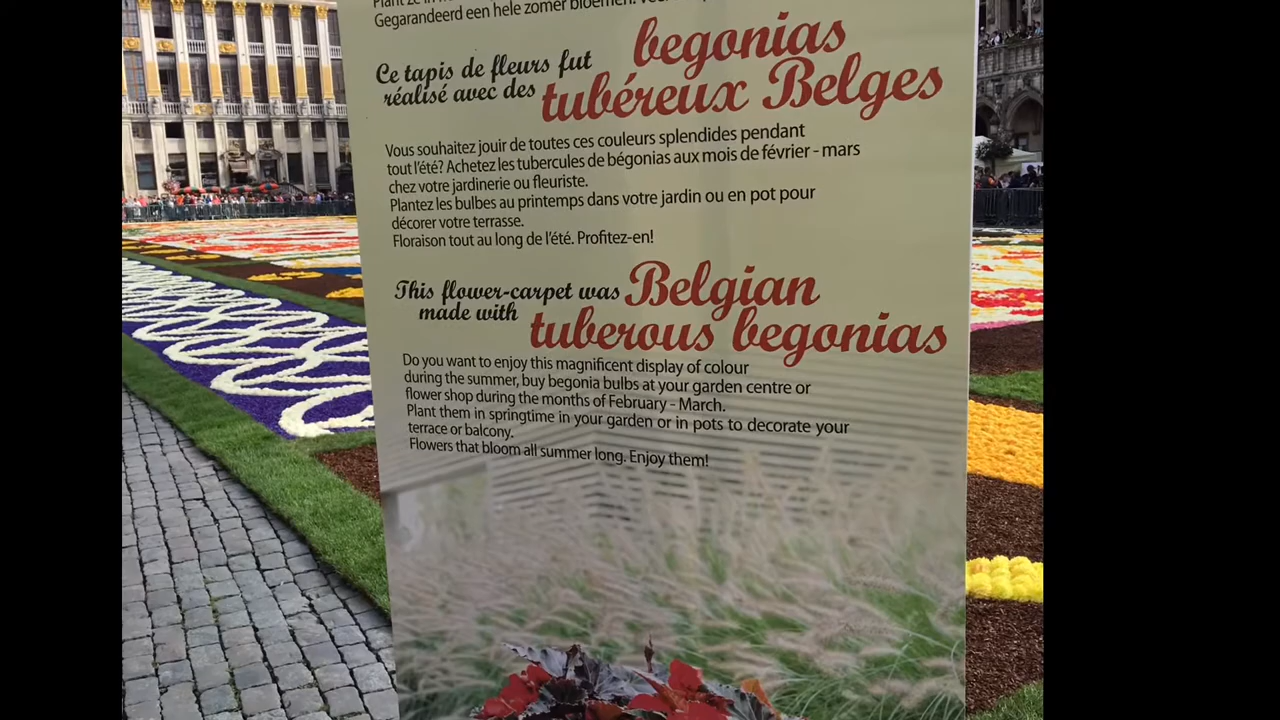 Gegarandeerd een hele zomer bloemen.
Ce tapis de fleurs fut
réalisé avec des
begonias
tubéreux Belges
Vous souhaitez jouir de toutes ces couleurs splendides pendant
tout l'été? Achetez les tubercules de bégonias aux mois de février - mars
chez votre jardinerie ou fleuriste.
Plantez les bulbes au printemps dans votre jardin ou en pot pour
décorer votre terrasse.
Floraison tout au long de l'été. Profitez-en!
This flower-carpet was
made with
Belgian
tuberous begonias
Do you want to enjoy this magnificent display of colour
during the summer, buy begonia bulbs at your garden centre or
flower shop during the months of February - March.
Plant them in springtime in your garden or in pots to decorate your
terrace or balcony.
Flowers that bloom all summer long. Enjoy them!